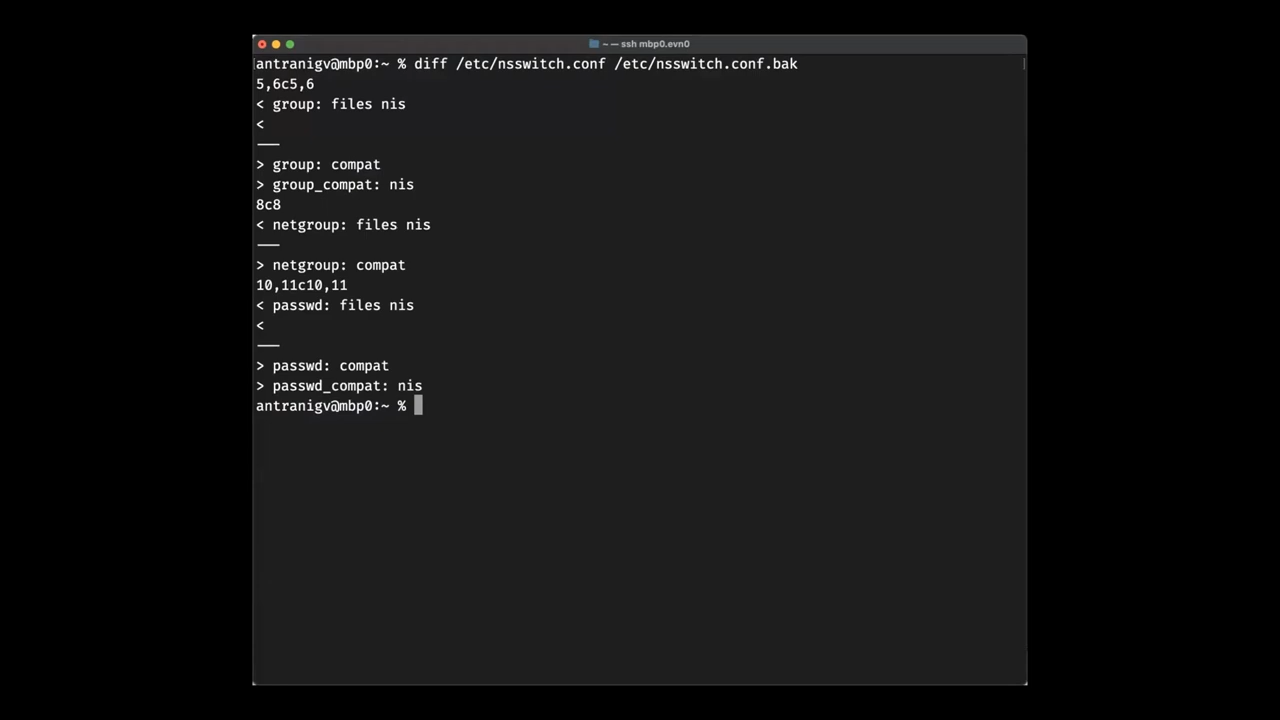 ~ — ssh mbp0.evn0
antranigv@mbp0:~ % diff /etc/nsswitch.conf /etc/nsswitch.conf.bak
5,6c5,6
< group: files nis
<
---
> group: compat
> group_compat: nis
8c8
< netgroup: files nis
---
> netgroup: compat
10,11c10,11
< passwd: files nis
<
---
> passwd: compat
> passwd_compat: nis
antranigv@mbp0:~ %